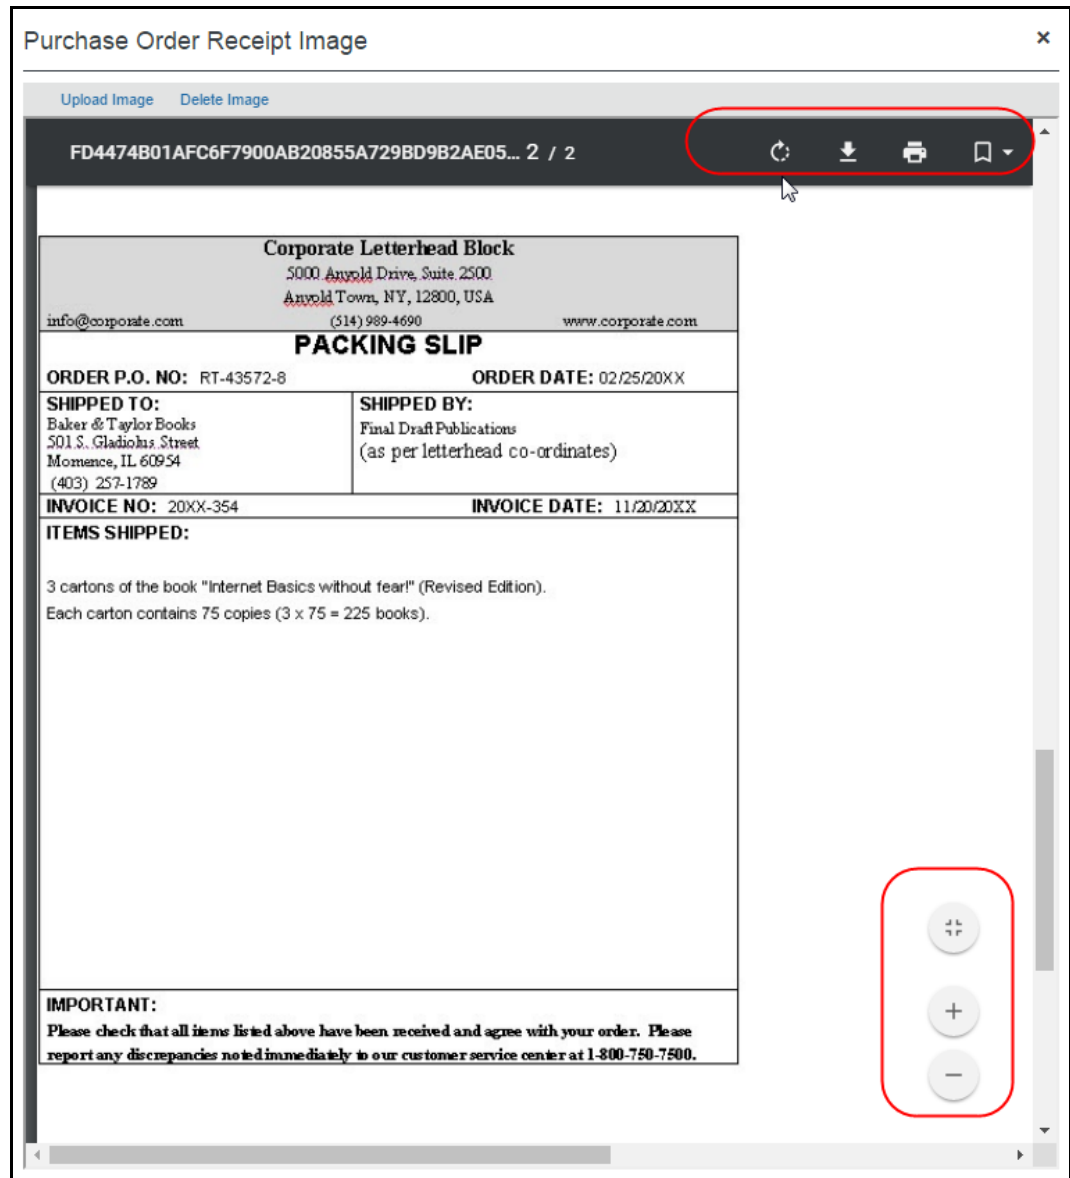 Purchase Order Receipt Image ×
Upload Image Delete Image
FD4474B01AFC6F7900AB20855A729BD9B2AE05... 2 / 2
Corporate Letterhead Block
5000 Anyold Drive, Suite 2500
Anyold Town, NY, 12800, USA
info@corporate.com (514) 989-4690 www.corporate.com
PACKING SLIP
ORDER P.O. NO: RT-43572-8 ORDER DATE: 02/25/20XX
SHIPPED TO:
Baker & Taylor Books
501 S. Gladiolus Street
Momence, IL 60954
(403) 257-1789
SHIPPED BY:
Final Draft Publications
(as per letterhead co-ordinates)
INVOICE NO: 20XX-354 INVOICE DATE: 11/20/20XX
ITEMS SHIPPED:
3 cartons of the book "Internet Basics without fear!" (Revised Edition).
Each carton contains 75 copies (3 x 75 = 225 books).
IMPORTANT:
Please check that all items listed above have been received and agree with your order. Please
report any discrepancies noted immediately to our customer service center at 1-800-750-7500.